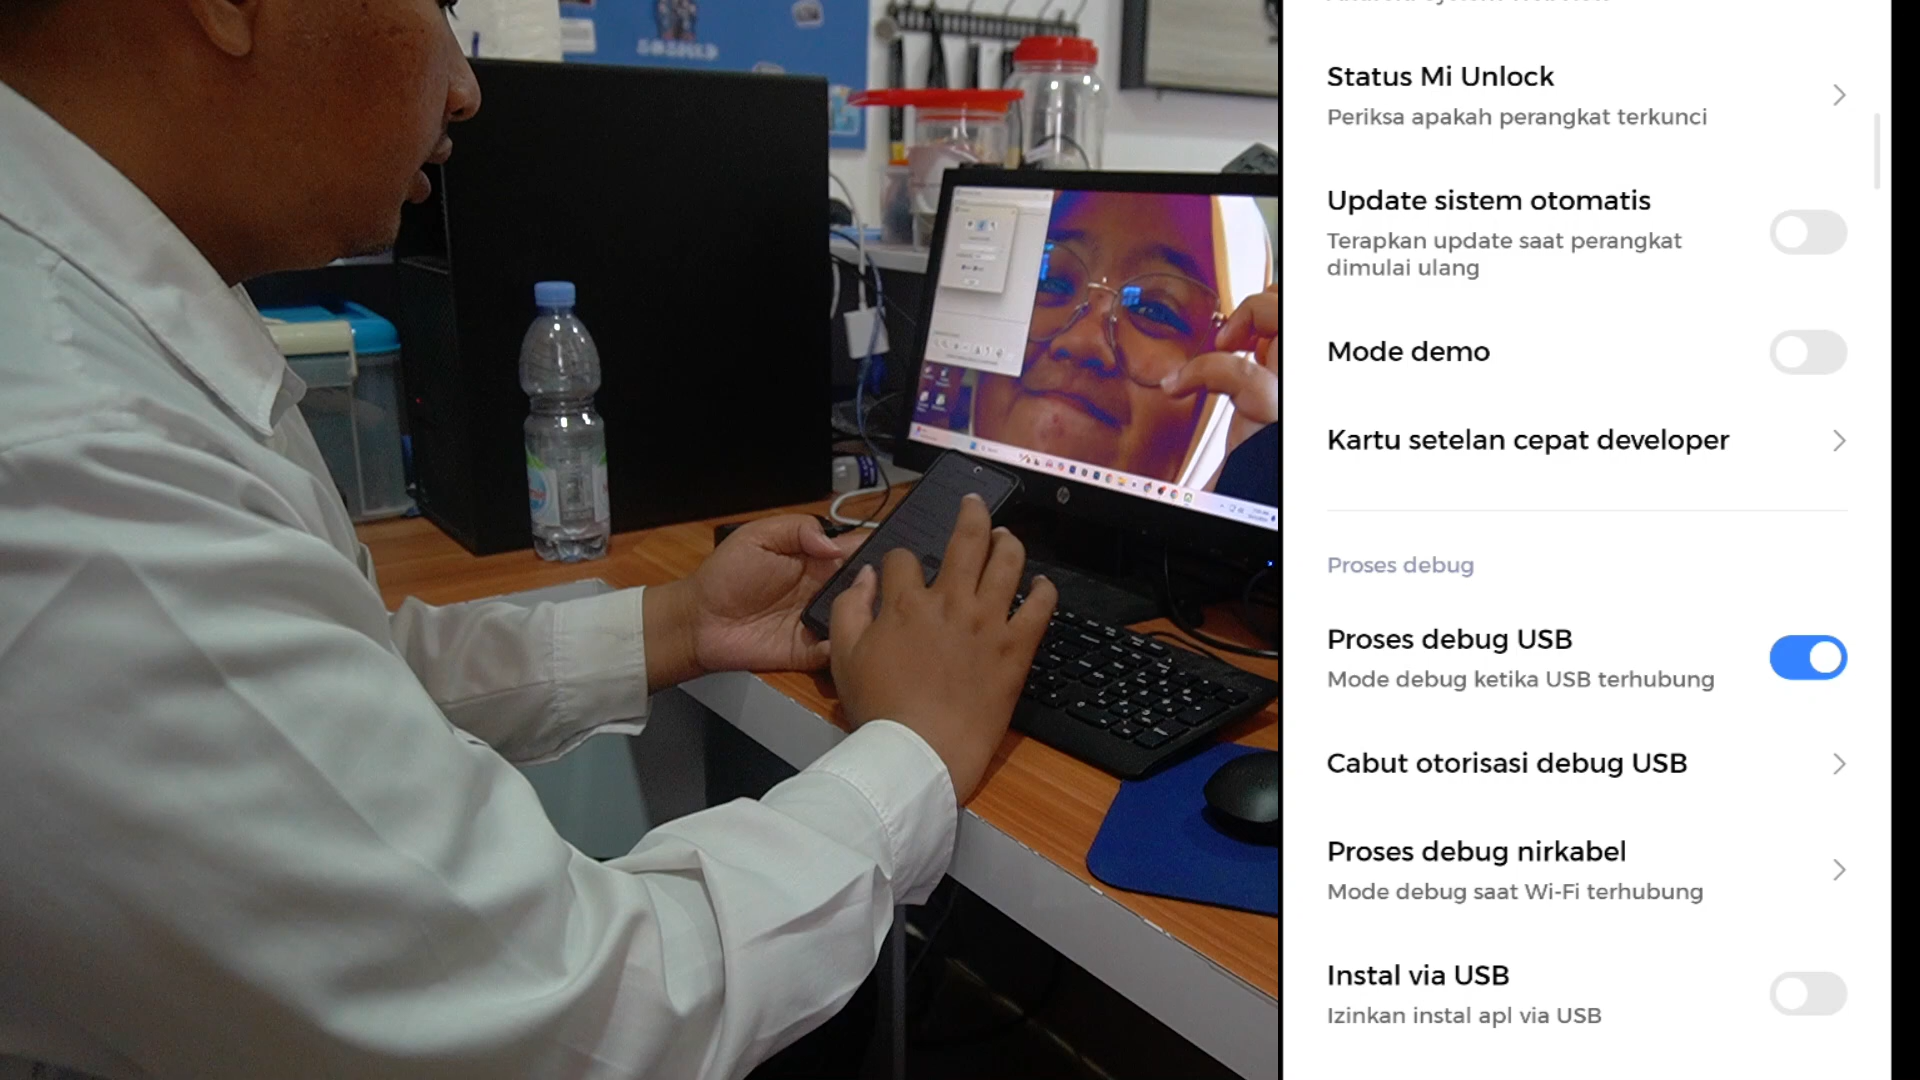 Status Mi Unlock
Periksa apakah perangkat terkunci
Update sistem otomatis
Terapkan update saat perangkat
dimulai ulang
Mode demo
Kartu setelan cepat developer
Proses debug
Proses debug USB
Mode debug ketika USB terhubung
Cabut otorisasi debug USB
Proses debug nirkabel
Mode debug saat Wi-Fi terhubung
Instal via USB
Izinkan instal apl via USB